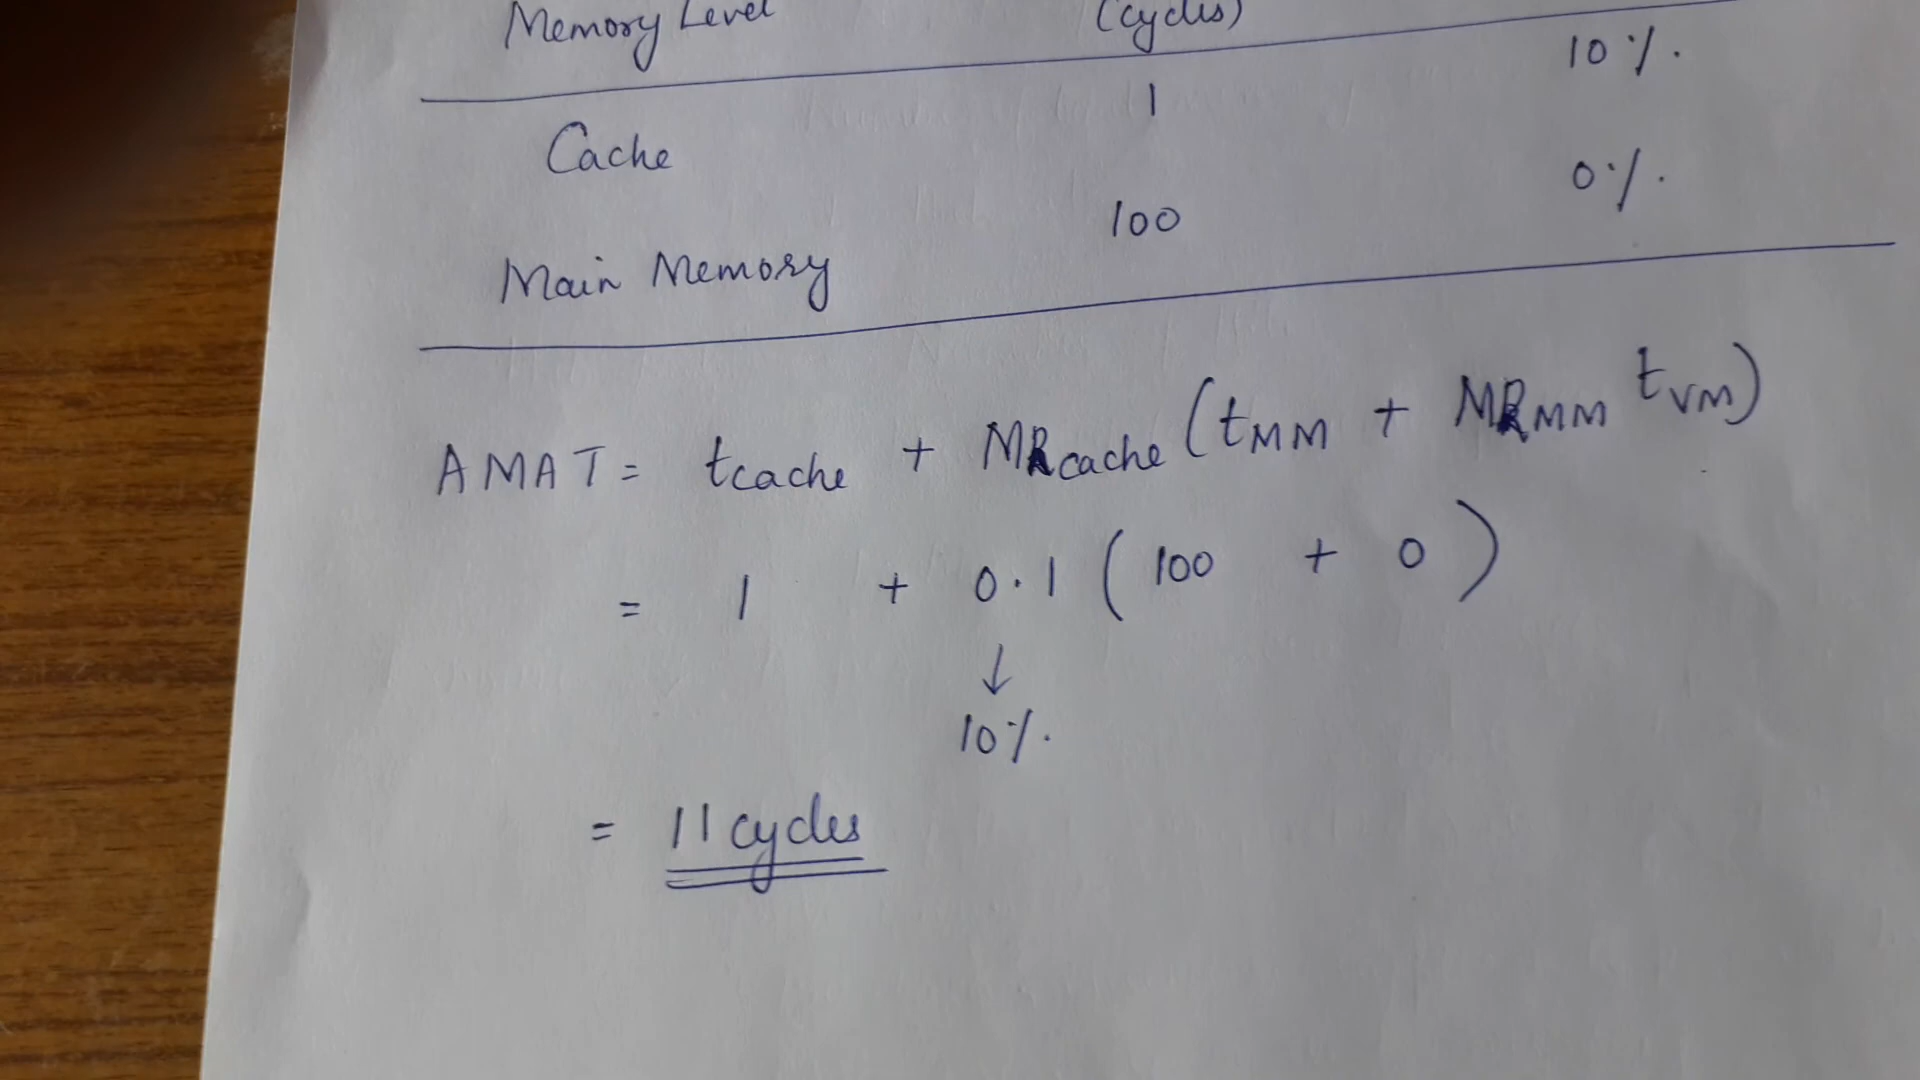 Memory Level (cycles)
Cache 1 10%.
Main Memory 100 0%.
AMAT = tcache + MRcache (tMM + MRMM tVM)
= 1 + 0.1 (100 + 0)
↓
10%.
= 11 cycles